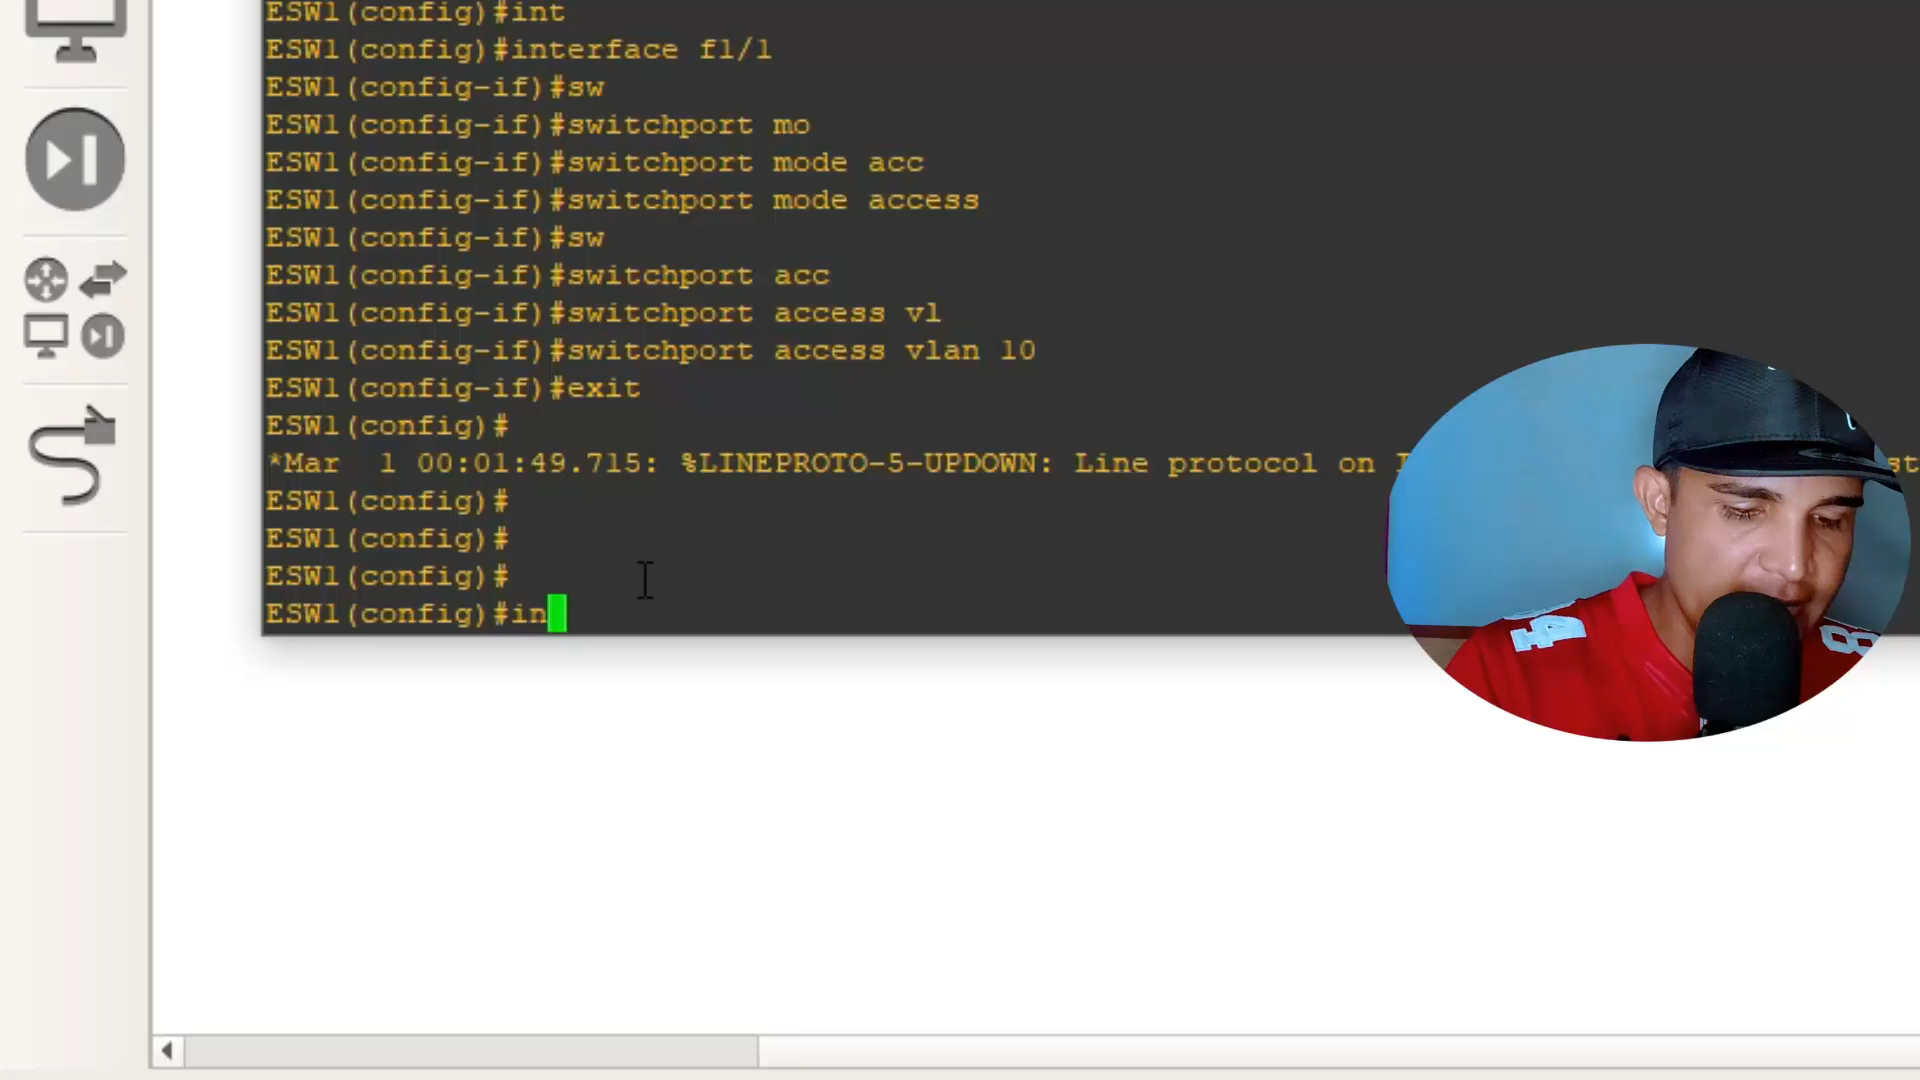 ESW1(config)#int
ESW1(config)#interface f1/1
ESW1(config-if)#sw
ESW1(config-if)#switchport mo
ESW1(config-if)#switchport mode acc
ESW1(config-if)#switchport mode access
ESW1(config-if)#sw
ESW1(config-if)#switchport acc
ESW1(config-if)#switchport access vl
ESW1(config-if)#switchport access vlan 10
ESW1(config-if)#exit
ESW1(config)#
*Mar  1 00:01:49.715: %LINEPROTO-5-UPDOWN: Line protocol on
ESW1(config)#
ESW1(config)#
ESW1(config)#
ESW1(config)#in